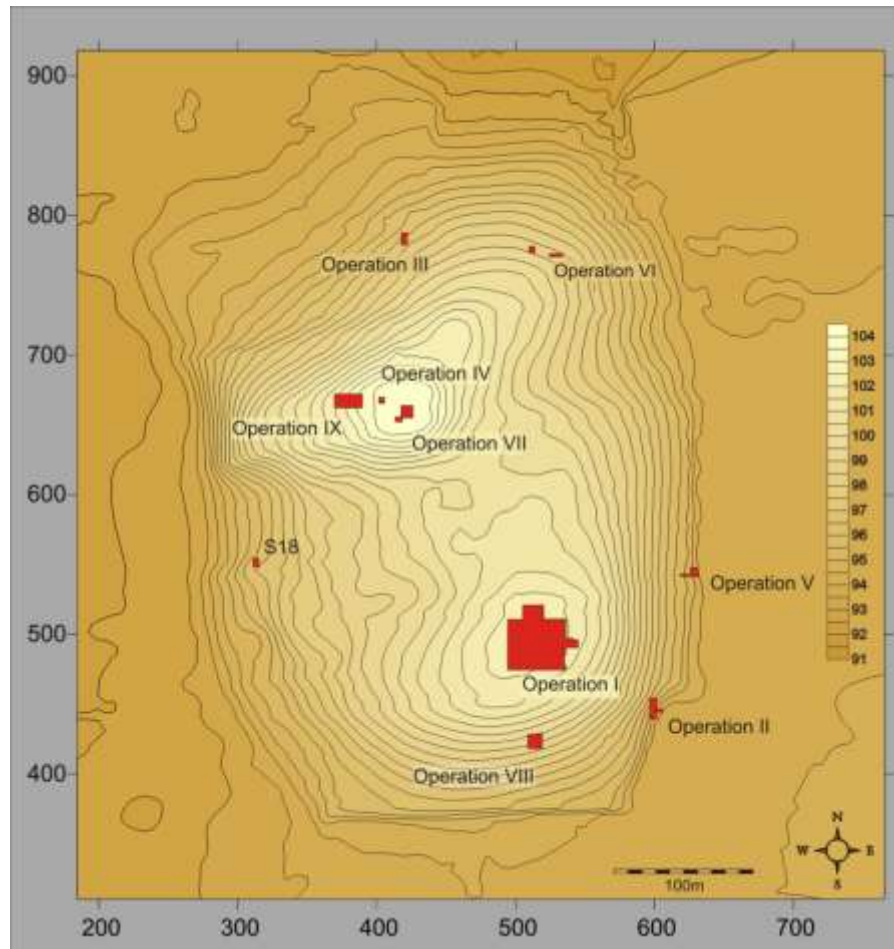 900
800
700
600
500
400
Operation III
Operation VI
Operation IV
Operation IX
Operation VII
S18
Operation V
Operation I
Operation II
Operation VIII
104
103
102
101
100
99
98
97
96
95
94
93
92
91
N
W E
S
100m
200 300 400 500 600 700